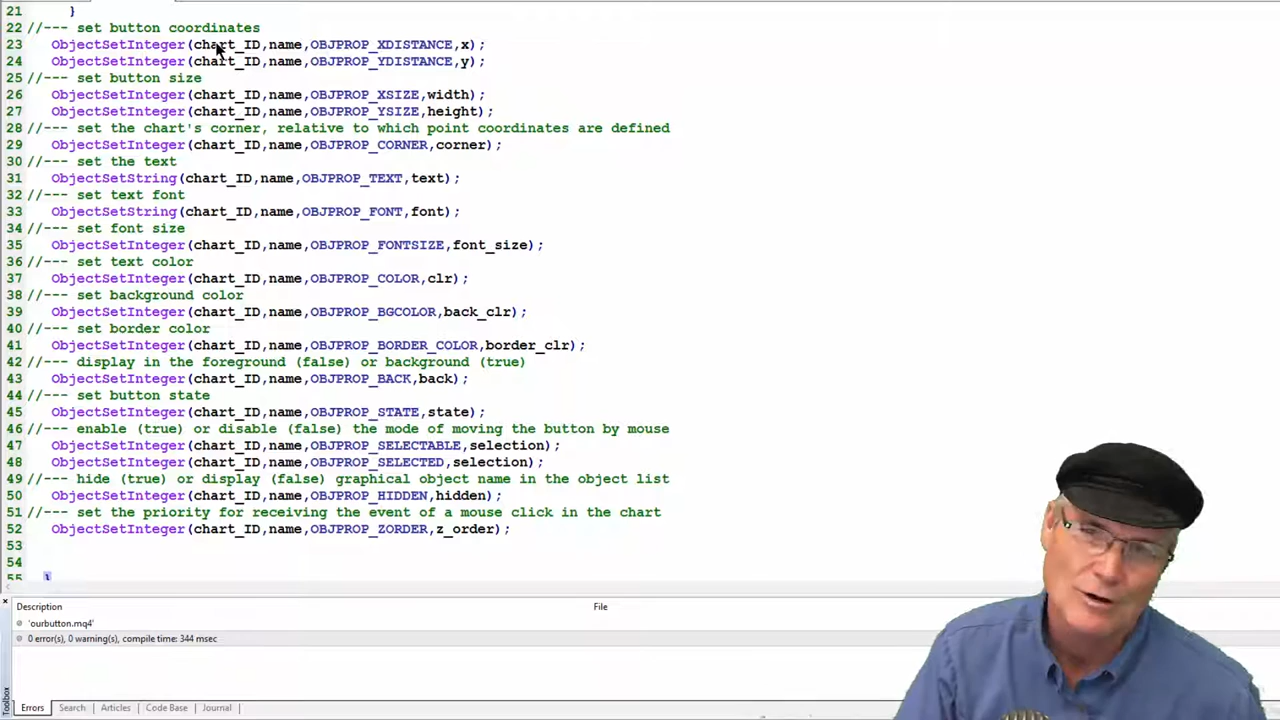 21 }
22 //--- set button coordinates
23 ObjectSetInteger(chart_ID,name,OBJPROP_XDISTANCE,x);
24 ObjectSetInteger(chart_ID,name,OBJPROP_YDISTANCE,y);
25 //--- set button size
26 ObjectSetInteger(chart_ID,name,OBJPROP_XSIZE,width);
27 ObjectSetInteger(chart_ID,name,OBJPROP_YSIZE,height);
28 //--- set the chart's corner, relative to which point coordinates are defined
29 ObjectSetInteger(chart_ID,name,OBJPROP_CORNER,corner);
30 //--- set the text
31 ObjectSetString(chart_ID,name,OBJPROP_TEXT,text);
32 //--- set text font
33 ObjectSetString(chart_ID,name,OBJPROP_FONT,font);
34 //--- set font size
35 ObjectSetInteger(chart_ID,name,OBJPROP_FONTSIZE,font_size);
36 //--- set text color
37 ObjectSetInteger(chart_ID,name,OBJPROP_COLOR,clr);
38 //--- set background color
39 ObjectSetInteger(chart_ID,name,OBJPROP_BGCOLOR,back_clr);
40 //--- set border color
41 ObjectSetInteger(chart_ID,name,OBJPROP_BORDER_COLOR,border_clr);
42 //--- display in the foreground (false) or background (true)
43 ObjectSetInteger(chart_ID,name,OBJPROP_BACK,back);
44 //--- set button state
45 ObjectSetInteger(chart_ID,name,OBJPROP_STATE,state);
46 //--- enable (true) or disable (false) the mode of moving the button by mouse
47 ObjectSetInteger(chart_ID,name,OBJPROP_SELECTABLE,selection);
48 ObjectSetInteger(chart_ID,name,OBJPROP_SELECTED,selection);
49 //--- hide (true) or display (false) graphical object name in the object list
50 ObjectSetInteger(chart_ID,name,OBJPROP_HIDDEN,hidden);
51 //--- set the priority for receiving the event of a mouse click in the chart
52 ObjectSetInteger(chart_ID,name,OBJPROP_ZORDER,z_order);
53
54
55 }
Description File
'ourbutton.mq4'
0 error(s), 0 warning(s), compile time: 344 msec
Toolbox
Errors Search Articles Code Base Journal